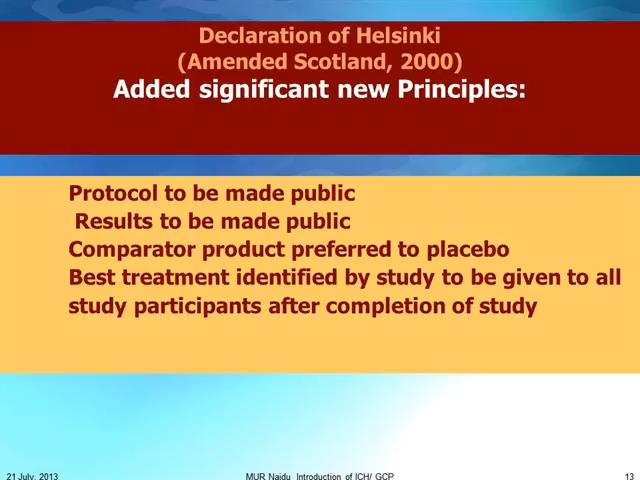 Declaration of Helsinki
(Amended Scotland, 2000)
Added significant new Principles:
Protocol to be made public
Results to be made public
Comparator product preferred to placebo
Best treatment identified by study to be given to all
study participants after completion of study
21 July, 2013
MUR Naidu Introduction of ICH/ GCP
13